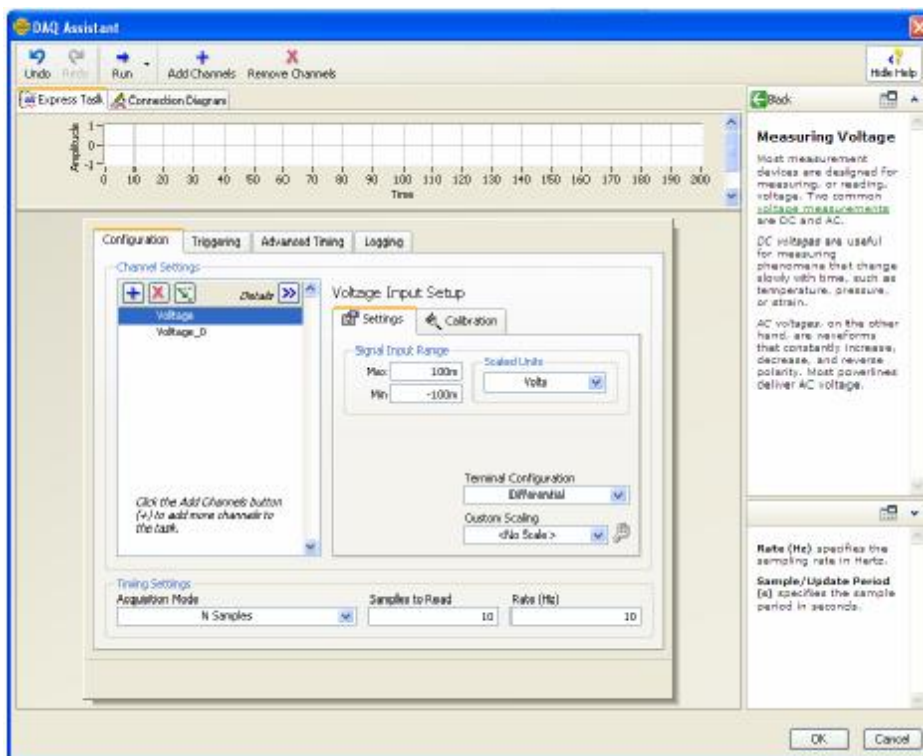 DAQ Assistant
Undo Redo Run Add Channels Remove Channels Hide Help
Express Task Connection Diagram
Amplitude
1
0
-1
0 10 20 30 40 50 60 70 80 90 100 110 120 130 140 150 160 170 180 190 200
Time
Configuration Triggering Advanced Timing Logging
Channel Settings
Details
Voltage
Voltage_0
Click the Add Channels button
(+) to add more channels to
the task.
Voltage Input Setup
Settings Calibration
Signal Input Range
Max 100m
Min -100m
Scaled Units
Volts
Terminal Configuration
Differential
Custom Scaling
<No Scale>
Timing Settings
Acquisition Mode Samples to Read Rate (Hz)
N Samples 10 10
Back
Measuring Voltage
Most measurement
devices are designed for
measuring, or reading,
voltage. Two common
voltage measurements
are DC and AC.
DC voltages are useful
for measuring
phenomena that change
slowly with time, such as
temperature, pressure,
or strain.
AC voltages, on the other
hand, are waveforms
that constantly increase,
decrease, and reverse
polarity. Most powerlines
deliver AC voltage.
Rate (Hz) specifies the
sampling rate in Hertz.
Sample/Update Period
(s) specifies the sample
period in seconds.
OK Cancel